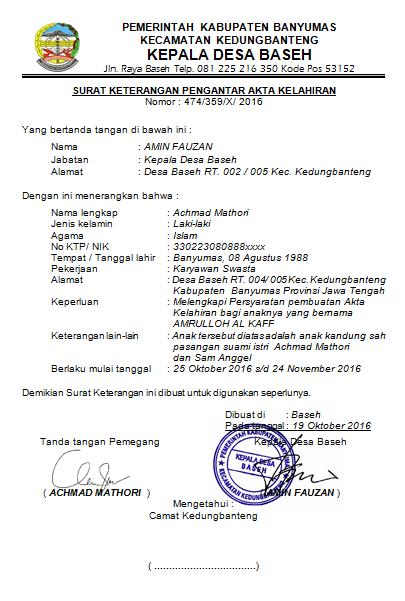 PEMERINTAH KABUPATEN BANYUMAS
KECAMATAN KEDUNGBANTENG
KEPALA DESA BASEH
Jln. Raya Baseh Telp. 081 225 216 350 Kode Pos 53152
SURAT KETERANGAN PENGANTAR AKTA KELAHIRAN
Nomor : 474/359/X/ 2016
Yang bertanda tangan di bawah ini :
Nama : AMIN FAUZAN
Jabatan : Kepala Desa Baseh
Alamat : Desa Baseh RT. 002 / 005 Kec. Kedungbanteng
Dengan ini menerangkan bahwa :
Nama lengkap : Achmad Mathori
Jenis kelamin : Laki-laki
Agama : Islam
No KTP/ NIK : 330223080888xxxx
Tempat / Tanggal lahir : Banyumas, 08 Agustus 1988
Pekerjaan : Karyawan Swasta
Alamat : Desa Baseh RT. 004/005 Kec. Kedungbanteng
Kabupaten Banyumas Provinsi Jawa Tengah
Keperluan : Melengkapi Persyaratan pembuatan Akta
Kelahiran bagi anaknya yang bernama
AMRULLOH AL KAFF
Keterangan lain-lain : Anak tersebut diatas adalah anak kandung sah
pasangan suami istri Achmad Mathori
dan Sam Anggel
Berlaku mulai tanggal : 25 Oktober 2016 s/d 24 November 2016
Demikian Surat Keterangan ini dibuat untuk digunakan seperlunya.
Dibuat di : Baseh
Pada tanggal : 19 Oktober 2016
Tanda tangan Pemegang Kepala Desa Baseh
PEMERINTAH KABUPATEN BANYUMAS
KEPALA DESA
BASEH
KECAMATAN KEDUNGBANTENG
( ACHMAD MATHORI ) (AMIN FAUZAN )
Mengetahui :
Camat Kedungbanteng
( .................................)